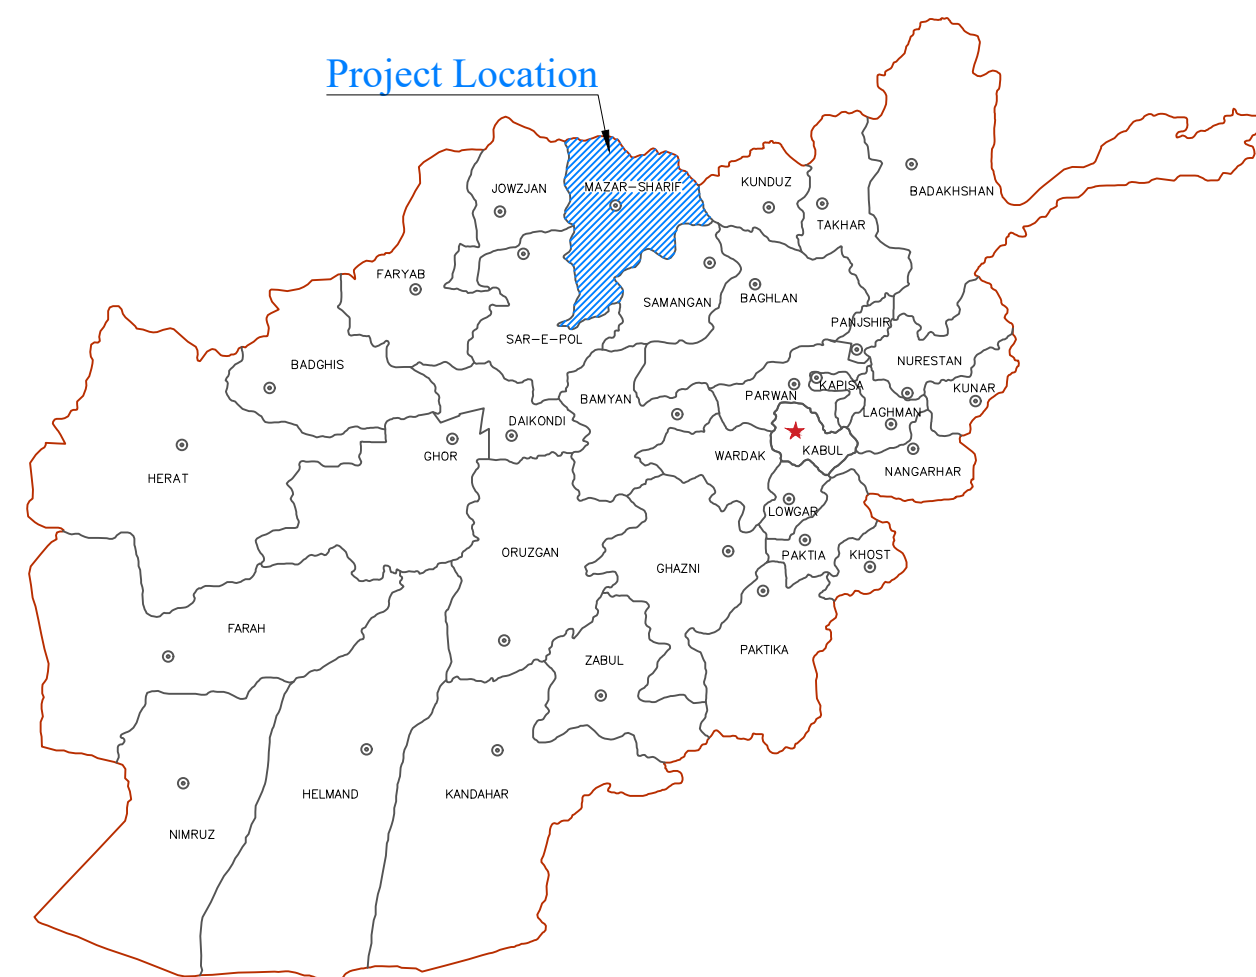 Project Location
MAZAR-SHARIF
JOWZJAN
KUNDUZ
BADAKHSHAN
TAKHAR
FARYAB
SAMANGAN
BAGHLAN
PANJSHIR
SAR-E-POL
BADGHIS
NURESTAN
KAPISA
KUNAR
PARWAN
BAMYAN
LAGHMAN
DAIKONDI
GHOR
WARDAK
KABUL
NANGARHAR
HERAT
LOWGAR
ORUZGAN
PAKTIA
KHOST
GHAZNI
FARAH
PAKTIKA
ZABUL
HELMAND
KANDAHAR
NIMRUZ